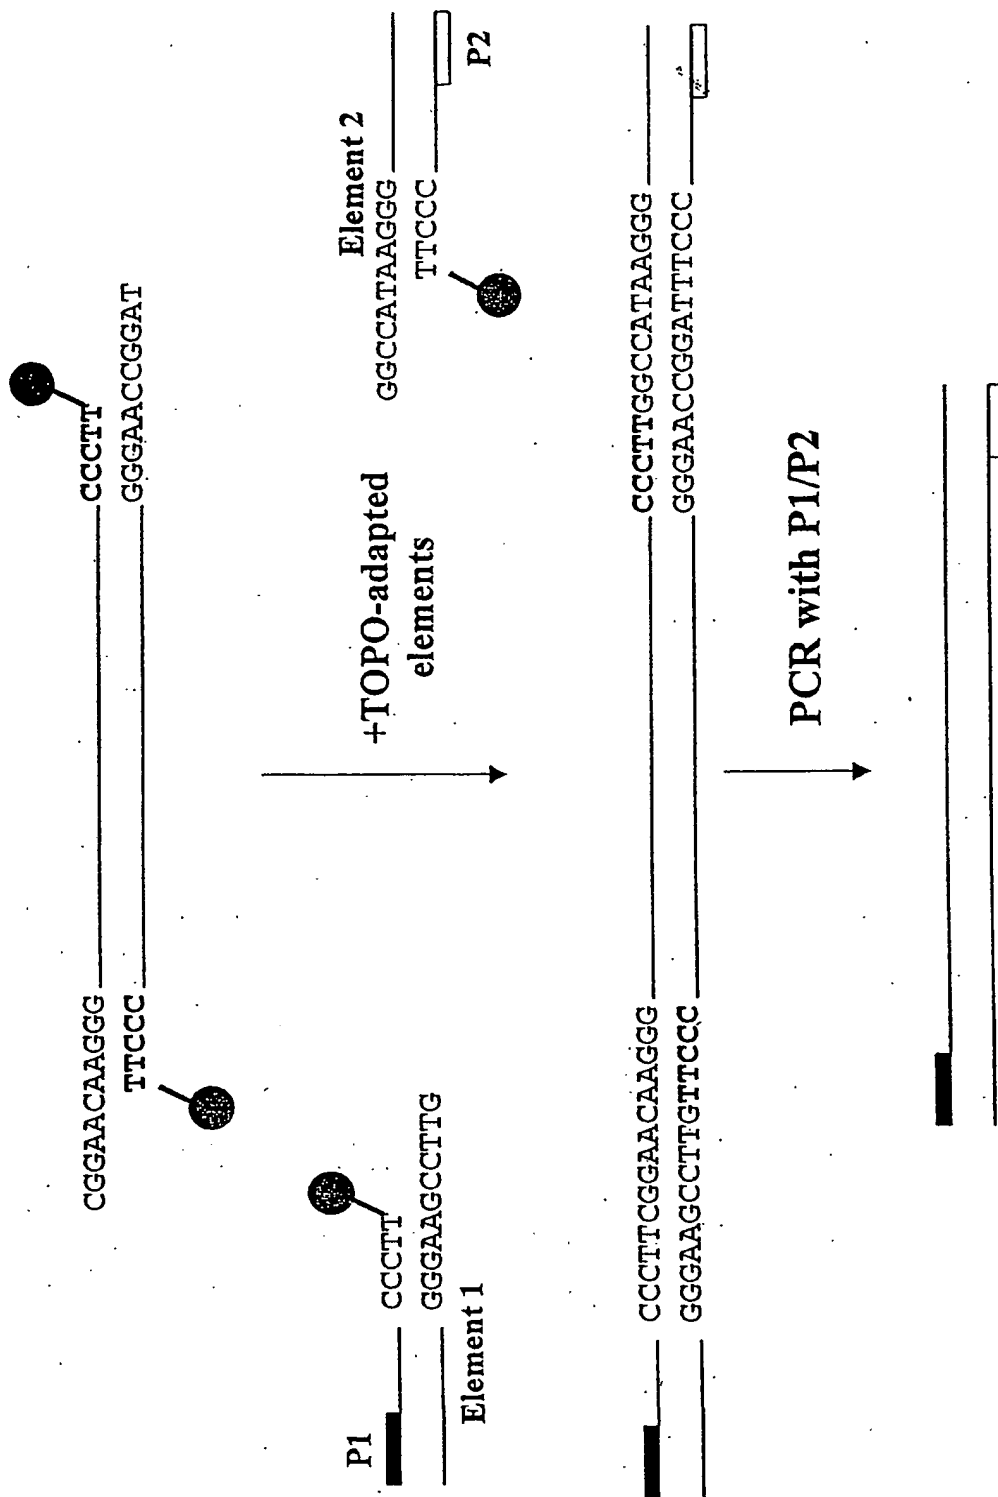 CGGAACAAGGG CCCTT
TTCCC GGGAACCGGAT
P1
CCCTT
GGGAAGCCTTG
Element 1
+TOPO-adapted
elements
Element 2
GGCCATAAGGG
TTCCC
P2
CCCTTCGGAACAAGGG CCCTTGGCCATAAGGG
GGGAAGCCTTGTTCCC GGGAACCGGATTTCCC
PCR with P1/P2